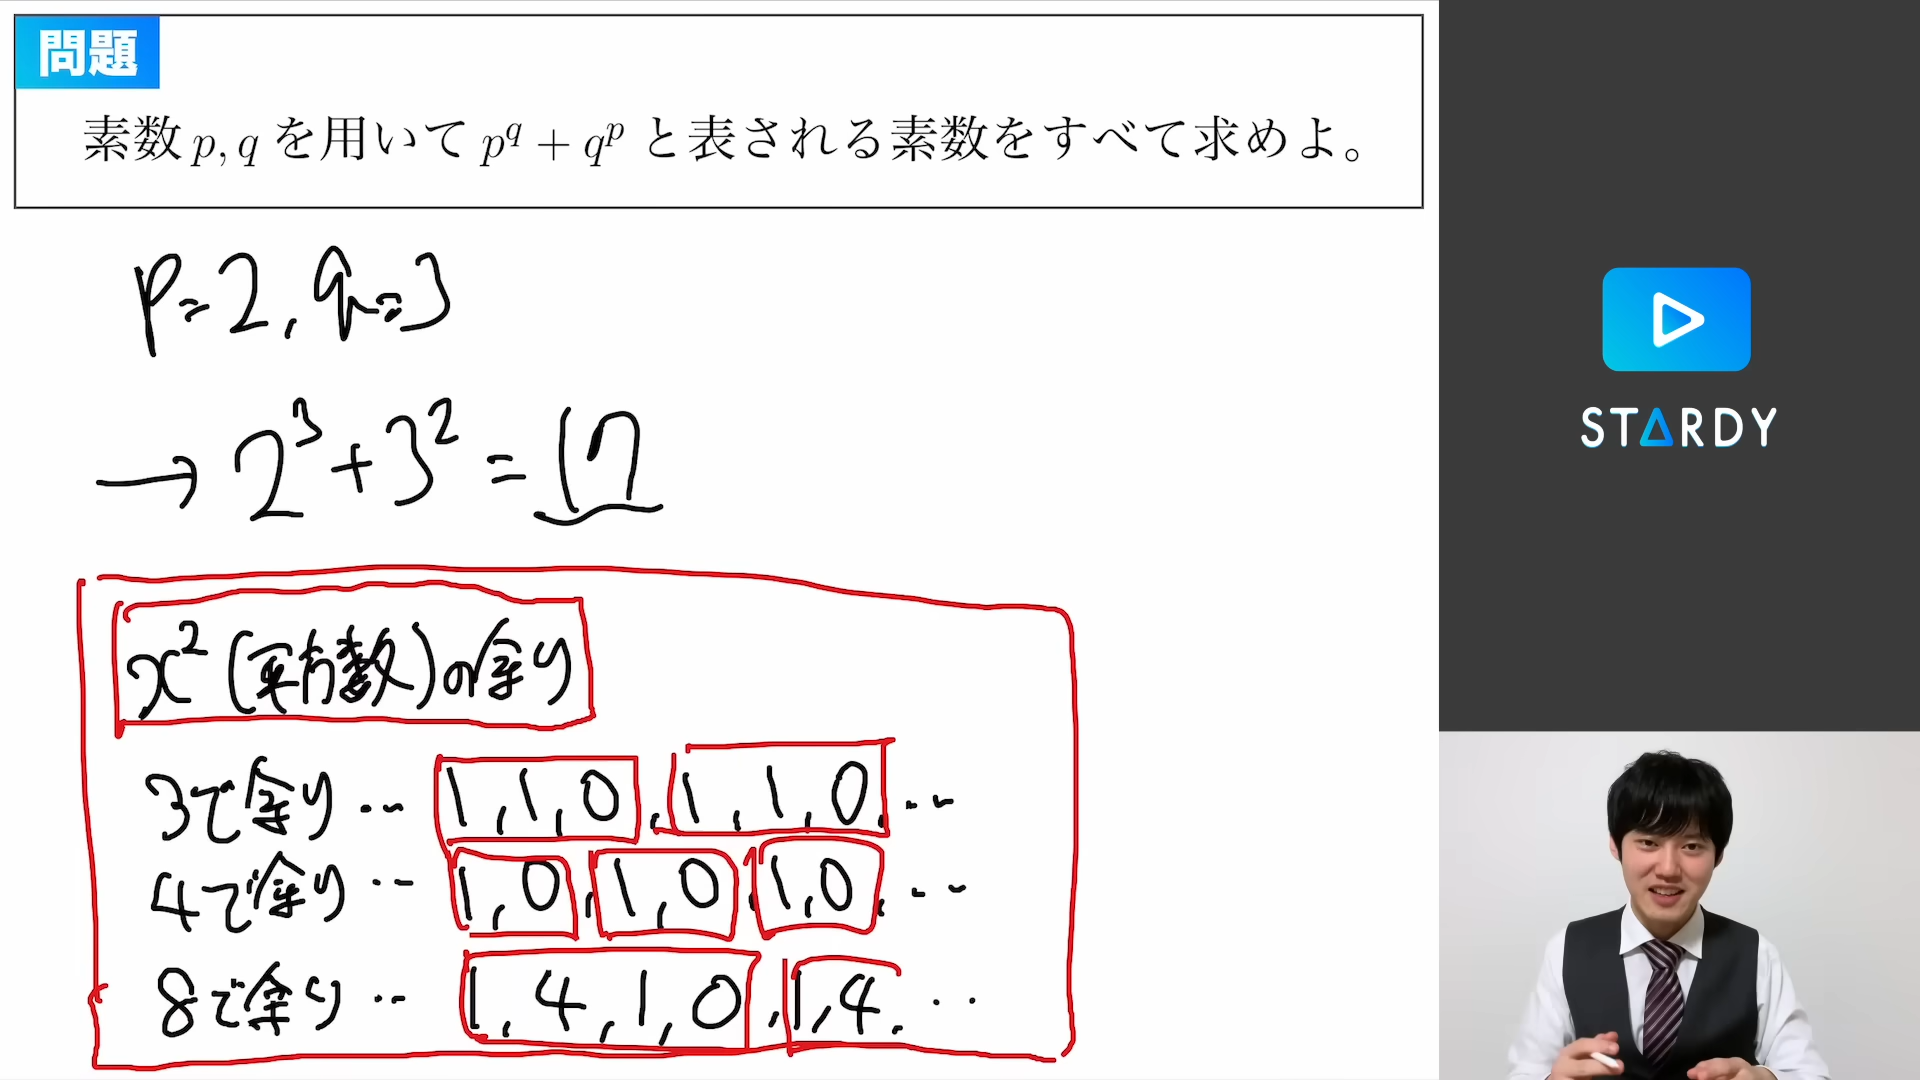 問題
素数 p, q を用いて p^q + q^p と表される素数をすべて求めよ。
p=2, q=3
→ 2^3+3^2 = 17
x^2 (平方数)の余り
3で余り … 1,1,0,1,1,0,…
4で余り … 1,0,1,0,1,0,…
8で余り … 1,4,1,0,1,4,…
STARDY